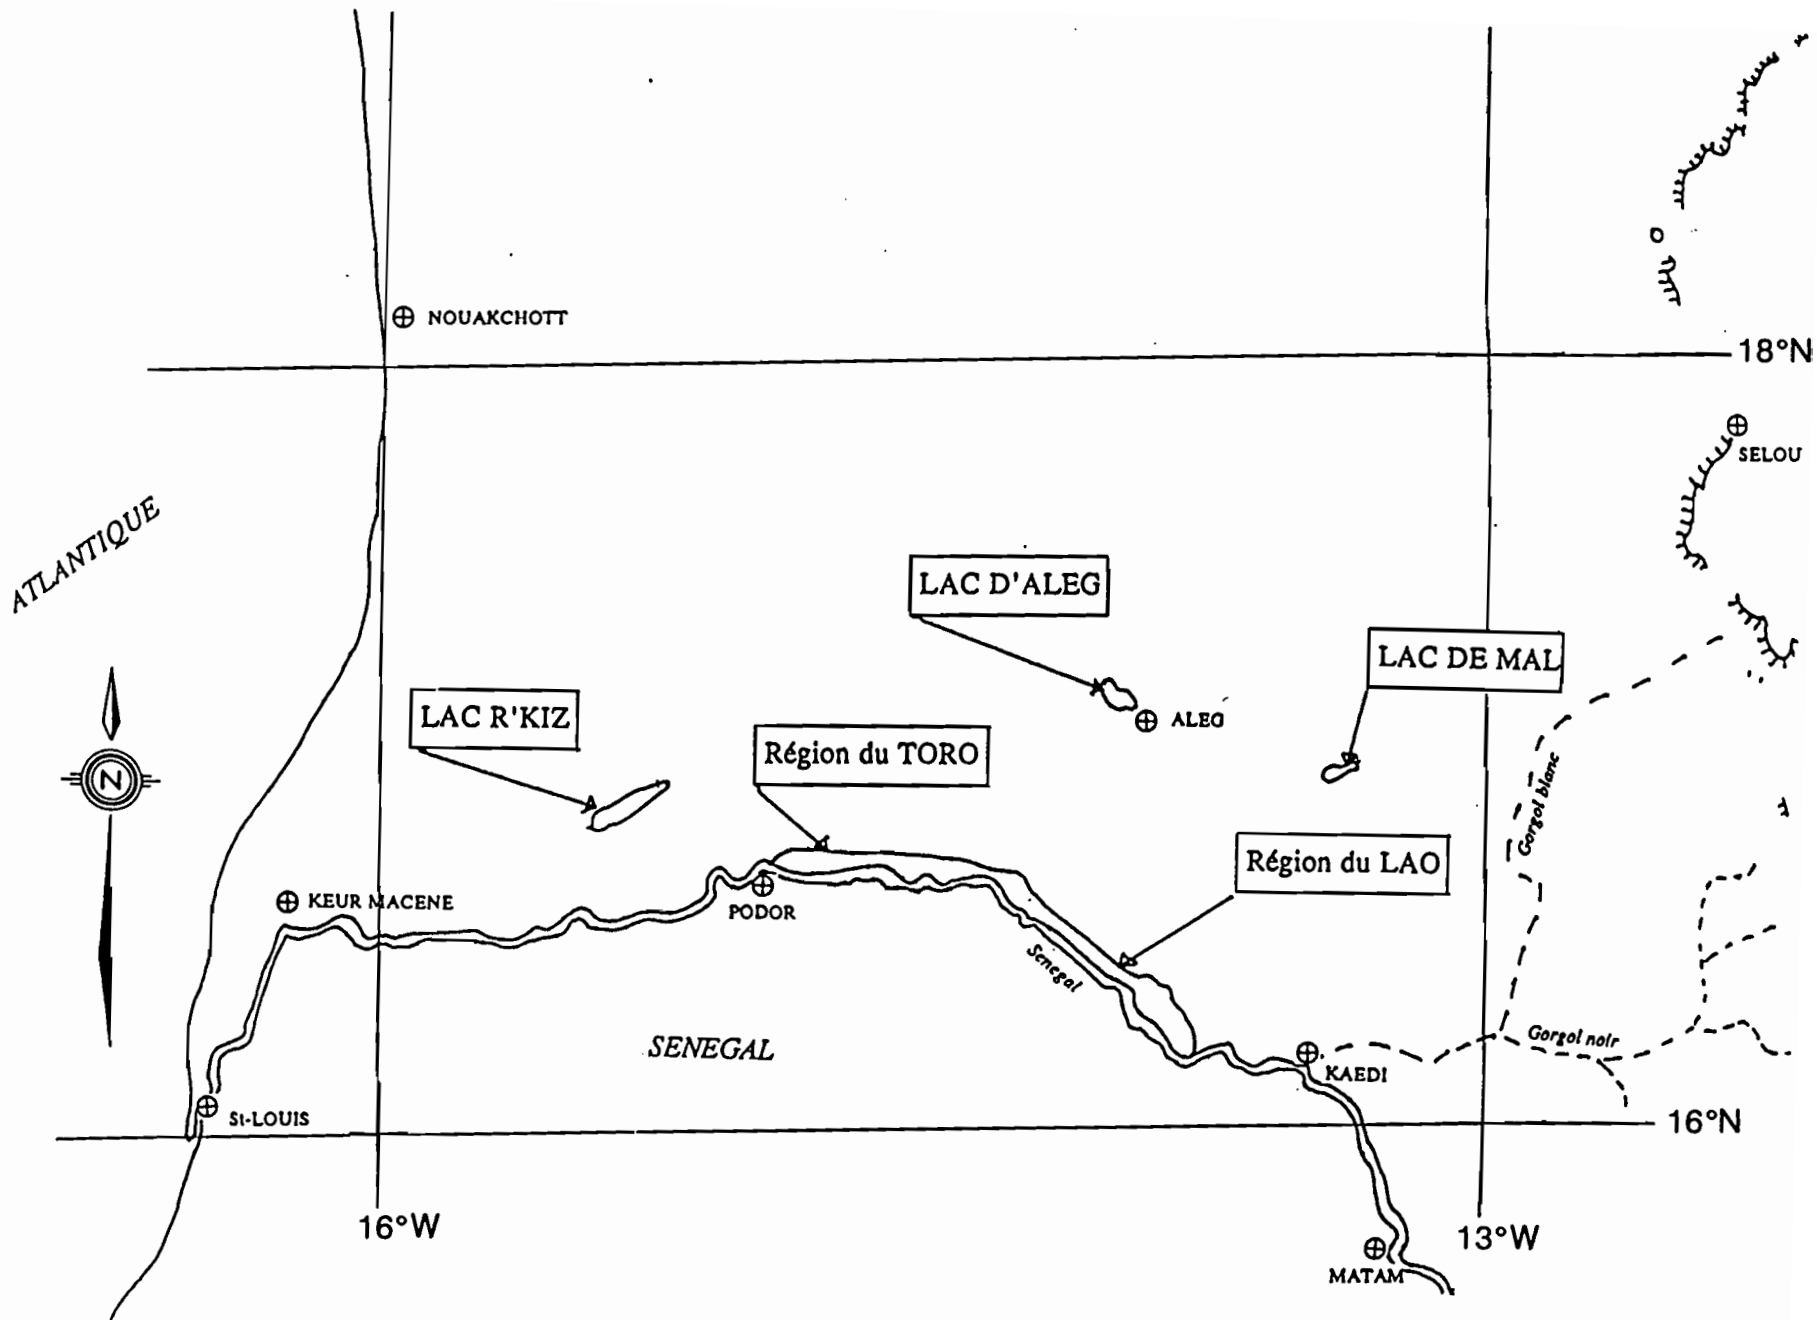 NOUAKCHOTT
18°N
SELOU
ATLANTIQUE
LAC D'ALEG
LAC DE MAL
LAC R'KIZ
ALEG
Région du TORO
Gorgol blanc
Région du LAO
N
KEUR MACENE
PODOR
Senegal
SENEGAL
Gorgol noir
KAEDI
St-LOUIS
16°N
16°W
13°W
MATAM